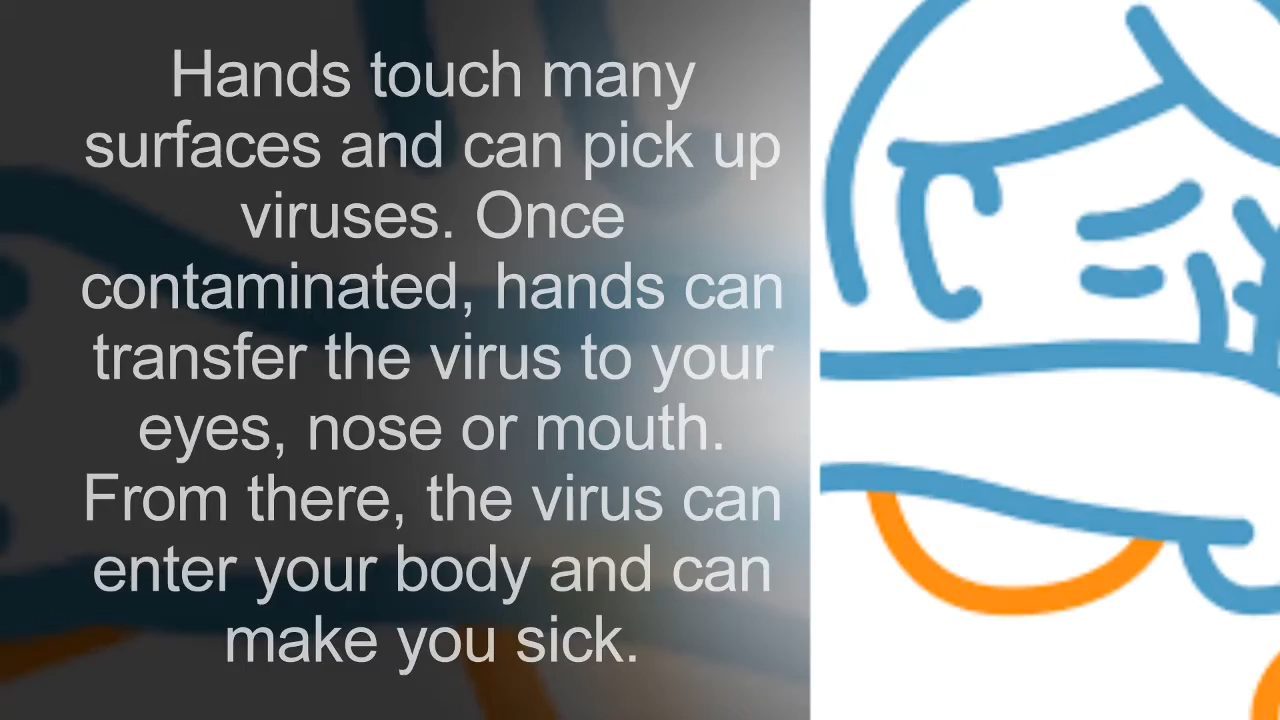 Hands touch many
surfaces and can pick up
viruses. Once
contaminated, hands can
transfer the virus to your
eyes, nose or mouth.
From there, the virus can
enter your body and can
make you sick.